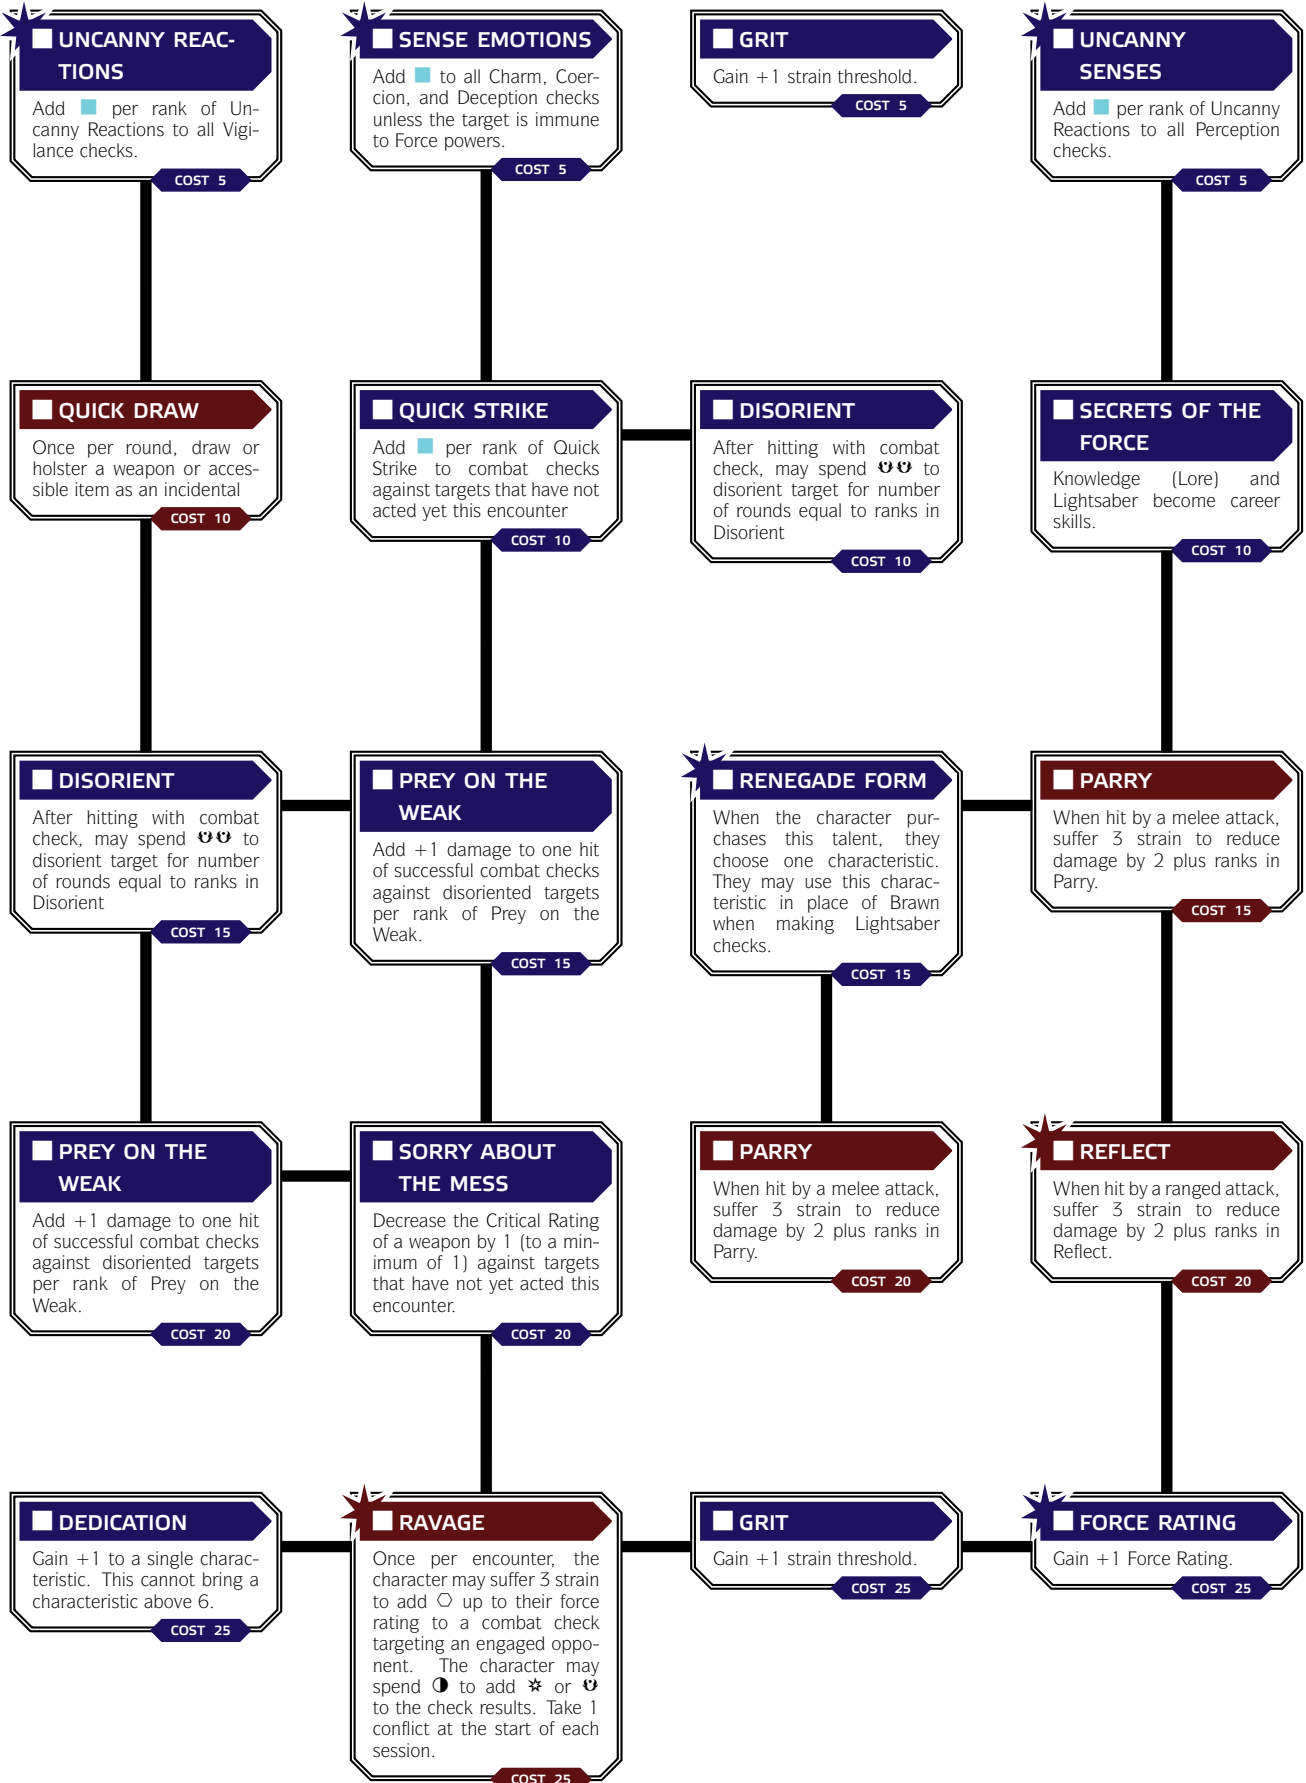 UNCANNY REAC-
TIONS
Add per rank of Un-
canny Reactions to all Vigi-
lance checks.
COST 5
SENSE EMOTIONS
Add to all Charm, Coer-
cion, and Deception checks
unless the target is immune
to Force powers.
COST 5
GRIT
Gain +1 strain threshold.
COST 5
UNCANNY
SENSES
Add per rank of Uncanny
Reactions to all Perception
checks.
COST 5
QUICK DRAW
Once per round, draw or
holster a weapon or acces-
sible item as an incidental
COST 10
QUICK STRIKE
Add per rank of Quick
Strike to combat checks
against targets that have not
acted yet this encounter
COST 10
DISORIENT
After hitting with combat
check, may spend to
disorient target for number
of rounds equal to ranks in
Disorient
COST 10
SECRETS OF THE
FORCE
Knowledge (Lore) and
Lightsaber become career
skills.
COST 10
DISORIENT
After hitting with combat
check, may spend to
disorient target for number
of rounds equal to ranks in
Disorient
COST 15
PREY ON THE
WEAK
Add +1 damage to one hit
of successful combat checks
against disoriented targets
per rank of Prey on the
Weak.
COST 15
RENEGADE FORM
When the character pur-
chases this talent, they
choose one characteristic.
They may use this charac-
teristic in place of Brawn
when making Lightsaber
checks.
COST 15
PARRY
When hit by a melee attack,
suffer 3 strain to reduce
damage by 2 plus ranks in
Parry.
COST 15
PREY ON THE
WEAK
Add +1 damage to one hit
of successful combat checks
against disoriented targets
per rank of Prey on the
Weak.
COST 20
SORRY ABOUT
THE MESS
Decrease the Critical Rating
of a weapon by 1 (to a min-
imum of 1) against targets
that have not yet acted this
encounter.
COST 20
PARRY
When hit by a melee attack,
suffer 3 strain to reduce
damage by 2 plus ranks in
Parry.
COST 20
REFLECT
When hit by a ranged attack,
suffer 3 strain to reduce
damage by 2 plus ranks in
Reflect.
COST 20
DEDICATION
Gain +1 to a single charac-
teristic. This cannot bring a
characteristic above 6.
COST 25
RAVAGE
Once per encounter, the
character may suffer 3 strain
to add up to their force
rating to a combat check
targeting an engaged oppo-
nent. The character may
spend to add or
to the check results. Take 1
conflict at the start of each
session.
COST 25
GRIT
Gain +1 strain threshold.
COST 25
FORCE RATING
Gain +1 Force Rating.
COST 25